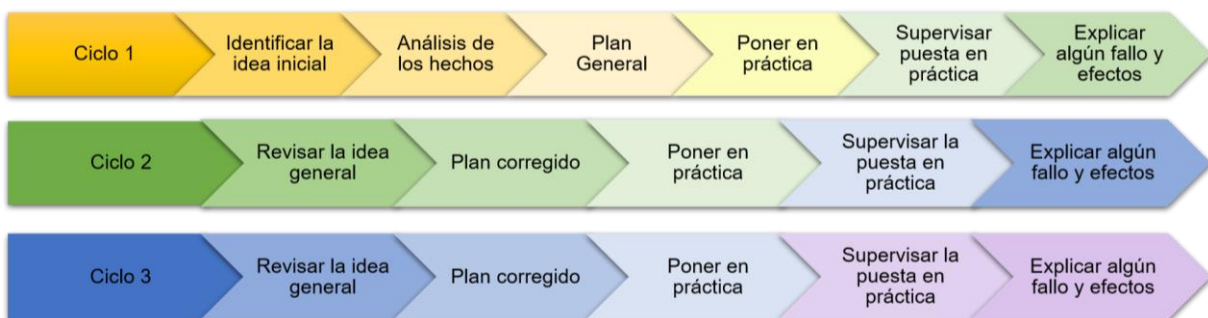 Ciclo 1
Identificar la
idea inicial
Análisis de
los hechos
Plan
General
Poner en
práctica
Supervisar
puesta en
práctica
Explicar
algún fallo y
efectos
Ciclo 2
Revisar la idea
general
Plan corregido
Poner en
práctica
Supervisar la
puesta en
práctica
Explicar algún
fallo y efectos
Ciclo 3
Revisar la idea
general
Plan corregido
Poner en
práctica
Supervisar la
puesta en
práctica
Explicar algún
fallo y efectos